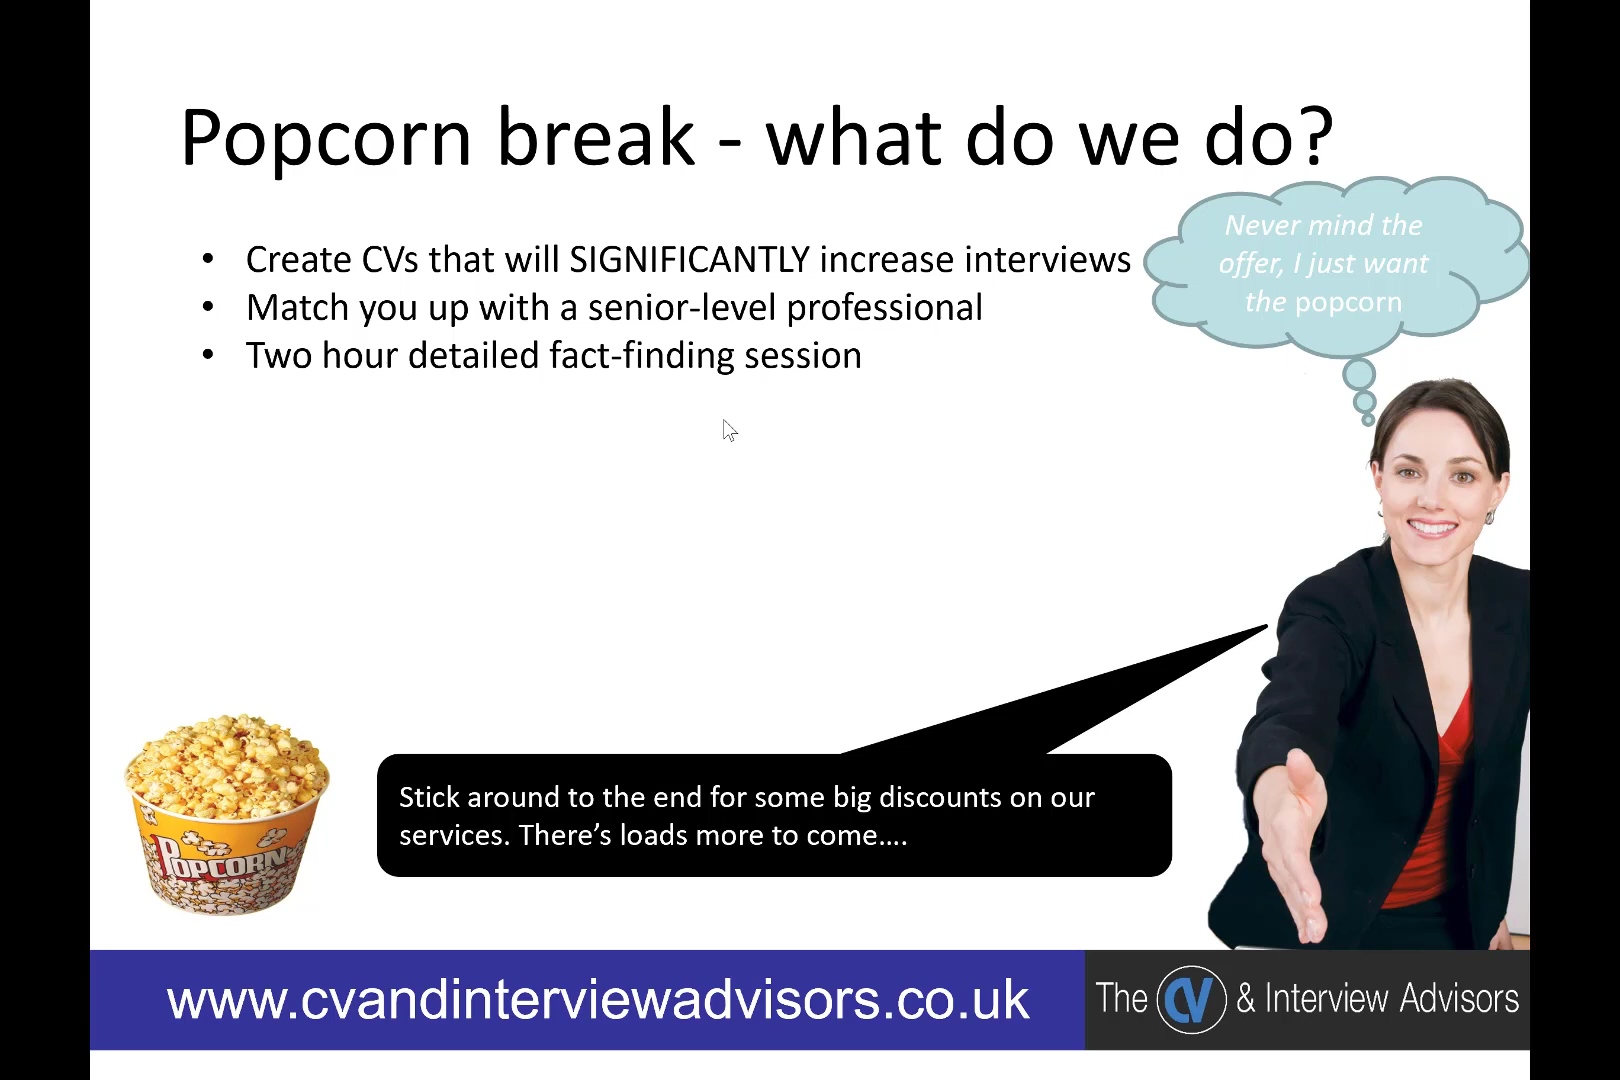 Popcorn break - what do we do?
• Create CVs that will SIGNIFICANTLY increase interviews
• Match you up with a senior-level professional
• Two hour detailed fact-finding session
Never mind the
offer, I just want
the popcorn
Stick around to the end for some big discounts on our
services. There’s loads more to come….
POPCORN
www.cvandinterviewadvisors.co.uk
The CV & Interview Advisors